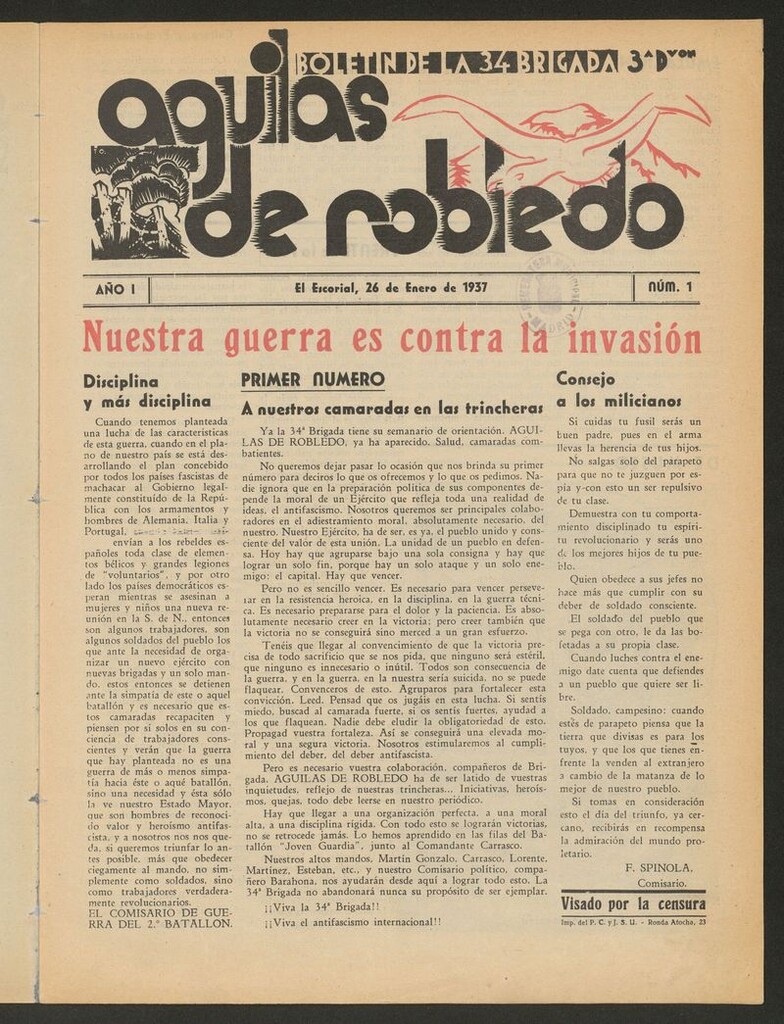 BOLETIN DE LA 34 BRIGADA 3ª Dvon
aguilas
de robledo
AÑO I
El Escorial, 26 de Enero de 1937
NÚM. 1
Nuestra guerra es contra la invasión
Disciplina
y más disciplina
Cuando tenemos planteada
una lucha de las características
de esta guerra, cuando en el pla-
no de nuestro país se está des-
arrollando el plan concebido
por todos los países fascistas de
machacar al Gobierno legal-
mente constituído de la Repú-
blica con los armamentos y
hombres de Alemania, Italia y
Portugal,
envían a los rebeldes es-
pañoles toda clase de elemen-
tos bélicos y grandes legiones
de "voluntarios", y por otro
lado los países democráticos es-
peran mientras se asesinan a
mujeres y niños una nueva re-
unión en la S. de N., entonces
son algunos trabajadores, son
algunos soldados del pueblo los
que ante la necesidad de orga-
nizar un nuevo ejército con
nuevas brigadas y un solo man-
do, estos entonces se detienen
ante la simpatía de este o aquel
batallón y es necesario que es-
tos camaradas recapaciten y
piensen por sí solos en su con-
ciencia de trabajadores cons-
cientes y verán que la guerra
que hay planteada no es una
guerra de más o menos simpa-
tía hacia éste o aquél batallón,
sino una necesidad y ésta sólo
la ve nuestro Estado Mayor,
que son hombres de reconoci-
do valor y heroísmo antifas-
cista, y a nosotros nos nos que-
da, si queremos triunfar lo an-
tes posible, más que obedecer
ciegamente al mando, no sim-
plemente como soldados, sino
como trabajadores verdadera-
mente revolucionarios.
EL COMISARIO DE GUE-
RRA DEL 2.º BATALLON.
PRIMER NUMERO
A nuestros camaradas en las trincheras
Ya la 34ª Brigada tiene su semanario de orientación. AGUI-
LAS DE ROBLEDO, ya ha aparecido. Salud, camaradas com-
batientes.
No queremos dejar pasar lo ocasión que nos brinda su primer
número para deciros lo que os ofrecemos y lo que os pedimos. Na-
die ignora que en la preparación política de sus componentes de-
pende la moral de un Ejército que refleja toda una realidad de
ideas, el antifascismo. Nosotros queremos ser principales colabo-
radores en el adiestramiento moral, absolutamente necesario, del
nuestro. Nuestro Ejército, ha de ser, es ya, el pueblo unido y cons-
ciente del valor de esta unión. La unidad de un pueblo en defen-
sa. Hoy hay que agruparse bajo una sola consigna y hay que
lograr un solo fin, porque hay un solo ataque y un solo ene-
migo: el capital. Hay que vencer.
Pero no es sencillo vencer. Es necesario para vencer perseve-
rar en la resistencia heroica, en la disciplina, en la guerra técni-
ca. Es necesario prepararse para el dolor y la paciencia. Es abso-
lutamente necesario creer en la victoria; pero creer también que
la victoria no se conseguirá sino merced a un gran esfuerzo.
Tenéis que llegar al convencimiento de que la victoria pre-
cisa de todo sacrificio que se nos pida, que ninguno será estéril,
que ninguno es innecesario o inútil. Todos son consecuencia de
la guerra, y en la guerra, en la nuestra sería suicida, no se puede
flaquear. Convenceros de esto. Agruparos para fortalecer esta
convicción. Leed. Pensad que os jugáis en esta lucha. Si sentís
miedo, buscad al camarada fuerte, si os sentís fuertes, ayudad a
los que flaquean. Nadie debe eludir la obligatoriedad de esto.
Propagad vuestra fortaleza. Así se conseguirá una elevada mo-
ral y una segura victoria. Nosotros estimularemos al cumpli-
miento del deber, del deber antifascista.
Pero es necesario vuestra colaboración, compañeros de Bri-
gada. AGUILAS DE ROBLEDO ha de ser latido de vuestras
inquietudes, reflejo de nuestras trincheras... Iniciativas, heroís-
mos, quejas, todo debe leerse en nuestro periódico.
Hay que llegar a una organización perfecta, a una moral
alta, a una disciplina rígida. Con todo esto se lograrán victorias,
no se retrocede jamás. Lo hemos aprendido en las filas del Ba-
tallón "Joven Guardia", junto al Comandante Carrasco.
Nuestros altos mandos, Martín Gonzalo, Carrasco, Lorente,
Martínez, Esteban, etc., y nuestro Comisario político, compa-
ñero Barahona, nos ayudarán desde aquí a lograr todo esto. La
34ª Brigada no abandonará nunca su propósito de ser ejemplar.
¡¡Viva la 34ª Brigada!!
¡¡Viva el antifascismo internacional!!
Consejo
a los milicianos
Si cuidas tu fusil serás un
buen padre, pues en el arma
llevas la herencia de tus hijos.
No salgas solo del parapeto
para que no te juzguen por es-
pía y con esto un ser repulsivo
de tu clase.
Demuestra con tu comporta-
miento disciplinado tu espíri-
tu revolucionario y serás uno
de los mejores hijos de tu pue-
blo.
Quien obedece a sus jefes no
hace más que cumplir con su
deber de soldado consciente.
El soldado del pueblo que
se pega con otro, le da las bo-
fetadas a su propia clase.
Cuando luches contra el ene-
migo date cuenta que defiendes
a un pueblo que quiere ser li-
bre.
Soldado, campesino: cuando
estés de parapeto piensa que la
tierra que divisas es para los
tuyos, y que los que tienes en-
frente la venden al extranjero
a cambio de la matanza de lo
mejor de nuestro pueblo.
Si tomas en consideración
esto el día del triunfo, ya cer-
cano, recibirás en recompensa
la admiración del mundo pro-
letario.
F. SPINOLA,
Comisario.
Visado por la censura
Imp. del P. C. y J. S. U. - Ronda Atocha, 23